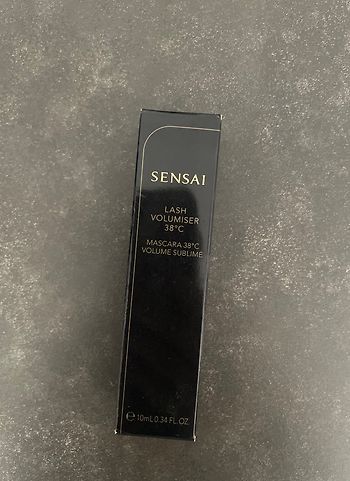 SENSAI
LASH
VOLUMISER
38°C
MASCARA 38°C
VOLUME SUBLIME
℮ 10mL 0.34 FL.OZ.